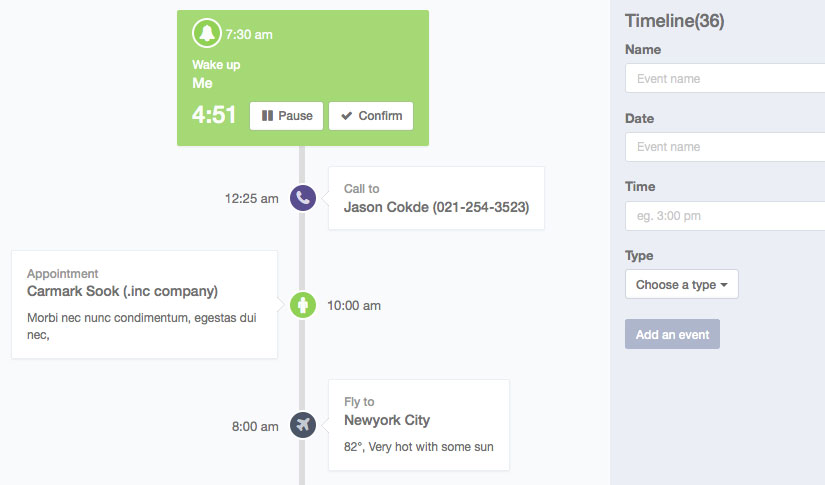 7:30 am
Wake up
Me
4:51 Pause Confirm
12:25 am
Call to
Jason Cokde (021-254-3523)
Appointment
Carmark Sook (.inc company)
Morbi nec nunc condimentum, egestas dui
nec,
10:00 am
8:00 am
Fly to
Newyork City
82°, Very hot with some sun
Timeline(36)
Name
Event name
Date
Event name
Time
eg. 3:00 pm
Type
Choose a type
Add an event